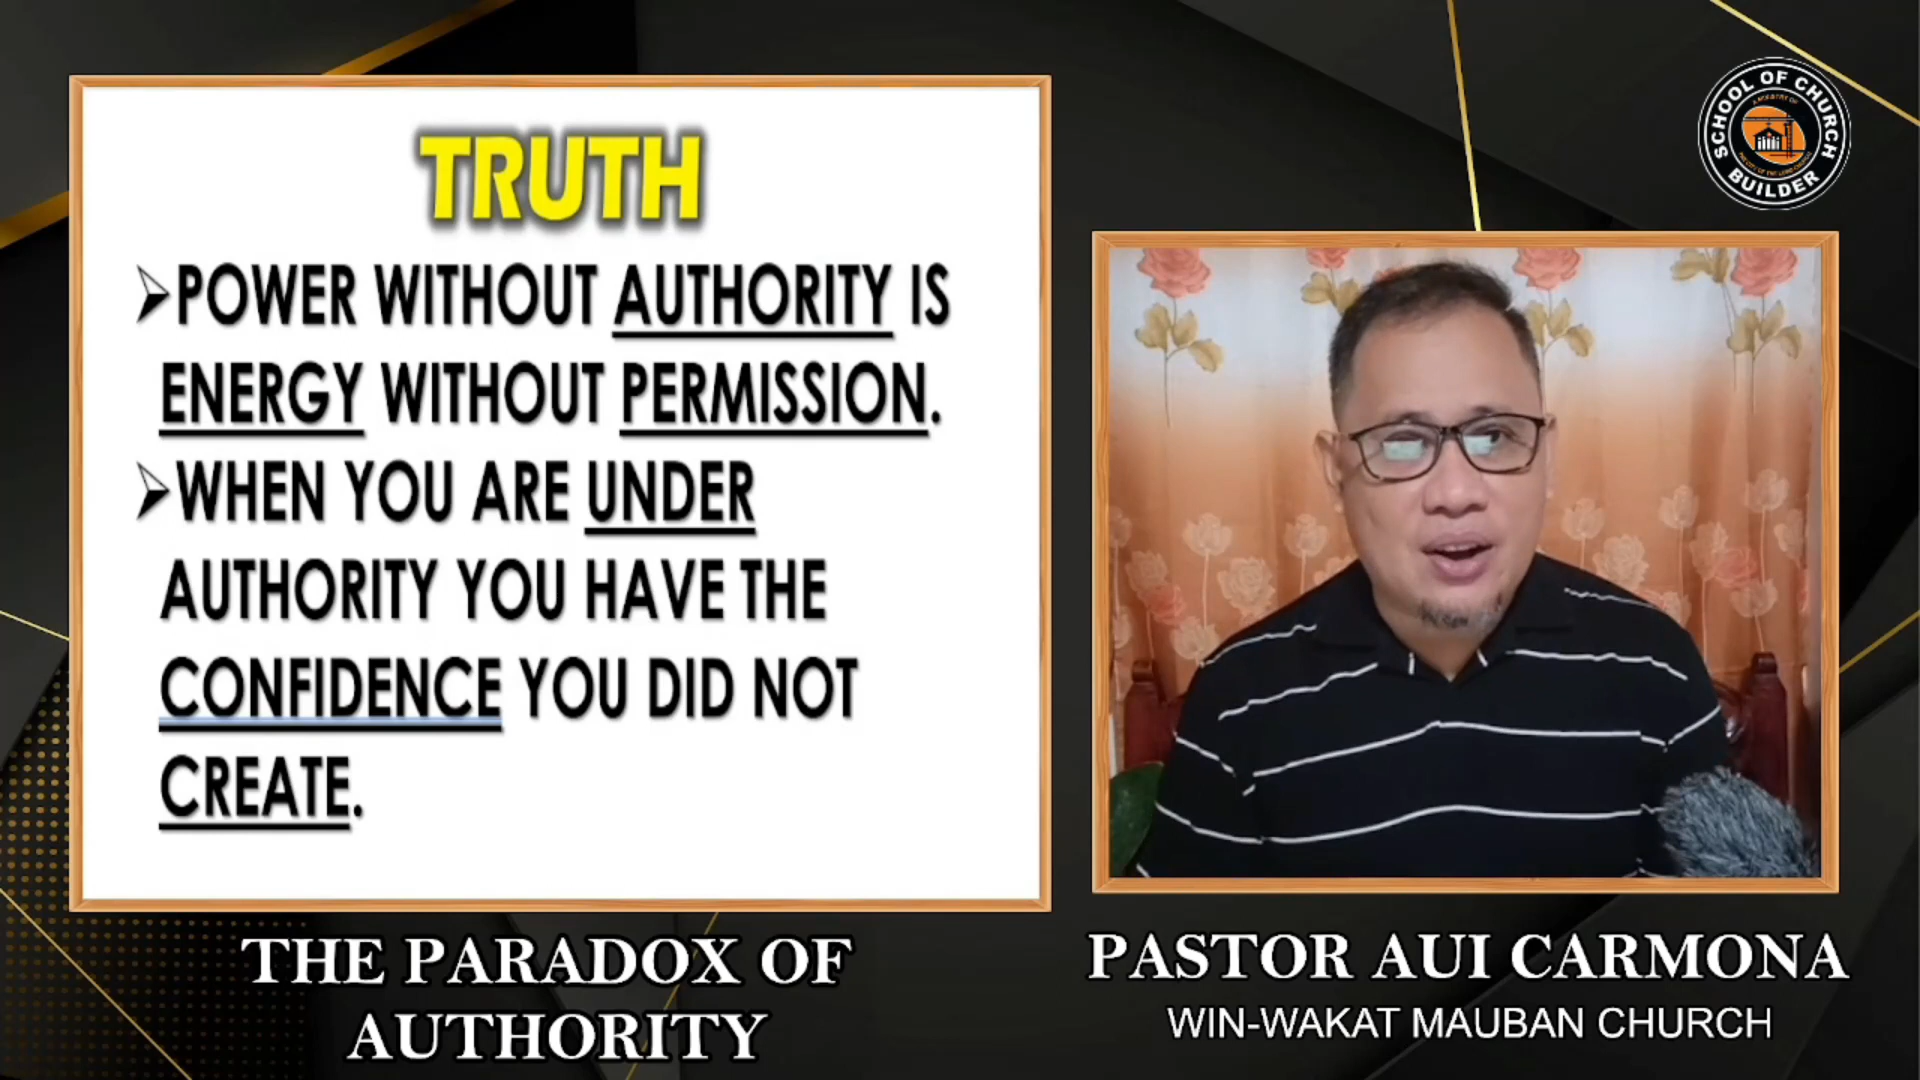 TRUTH
➢POWER WITHOUT AUTHORITY IS
ENERGY WITHOUT PERMISSION.
➢WHEN YOU ARE UNDER
AUTHORITY YOU HAVE THE
CONFIDENCE YOU DID NOT
CREATE.
THE PARADOX OF
AUTHORITY
SCHOOL OF CHURCH
BUILDER
PASTOR AUI CARMONA
WIN-WAKAT MAUBAN CHURCH